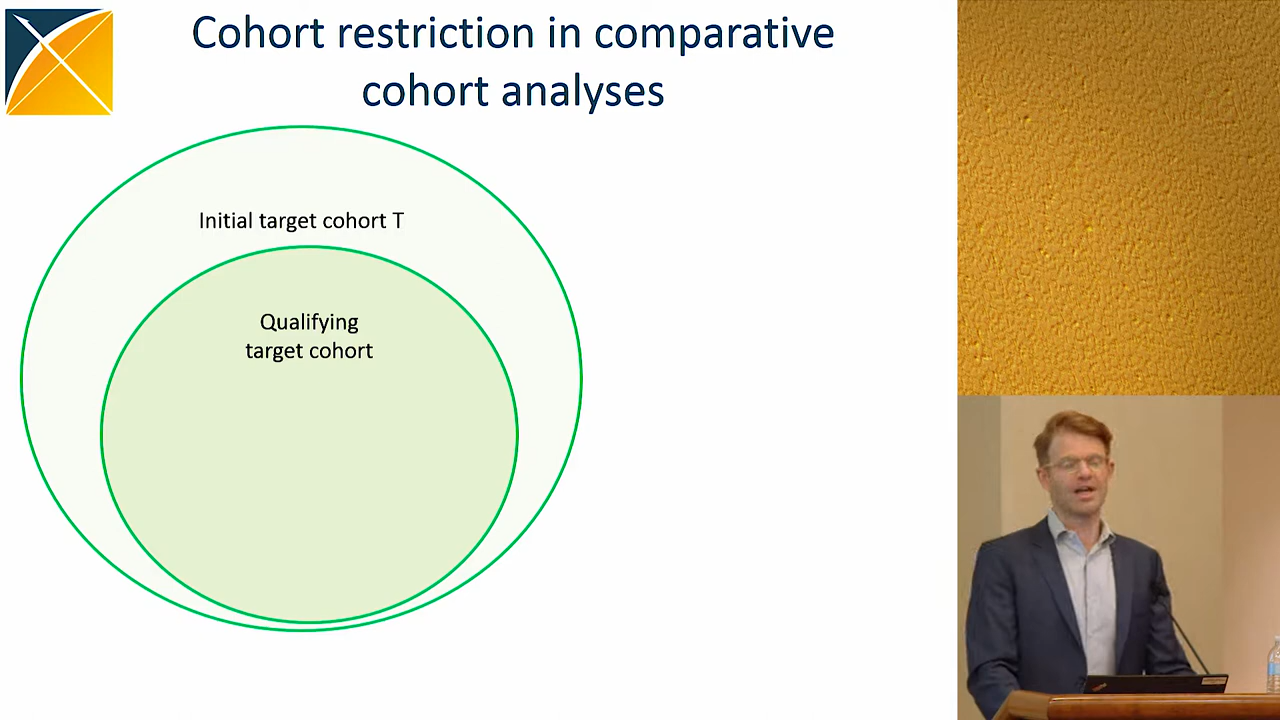 Cohort restriction in comparative
cohort analyses
Initial target cohort T
Qualifying
target cohort